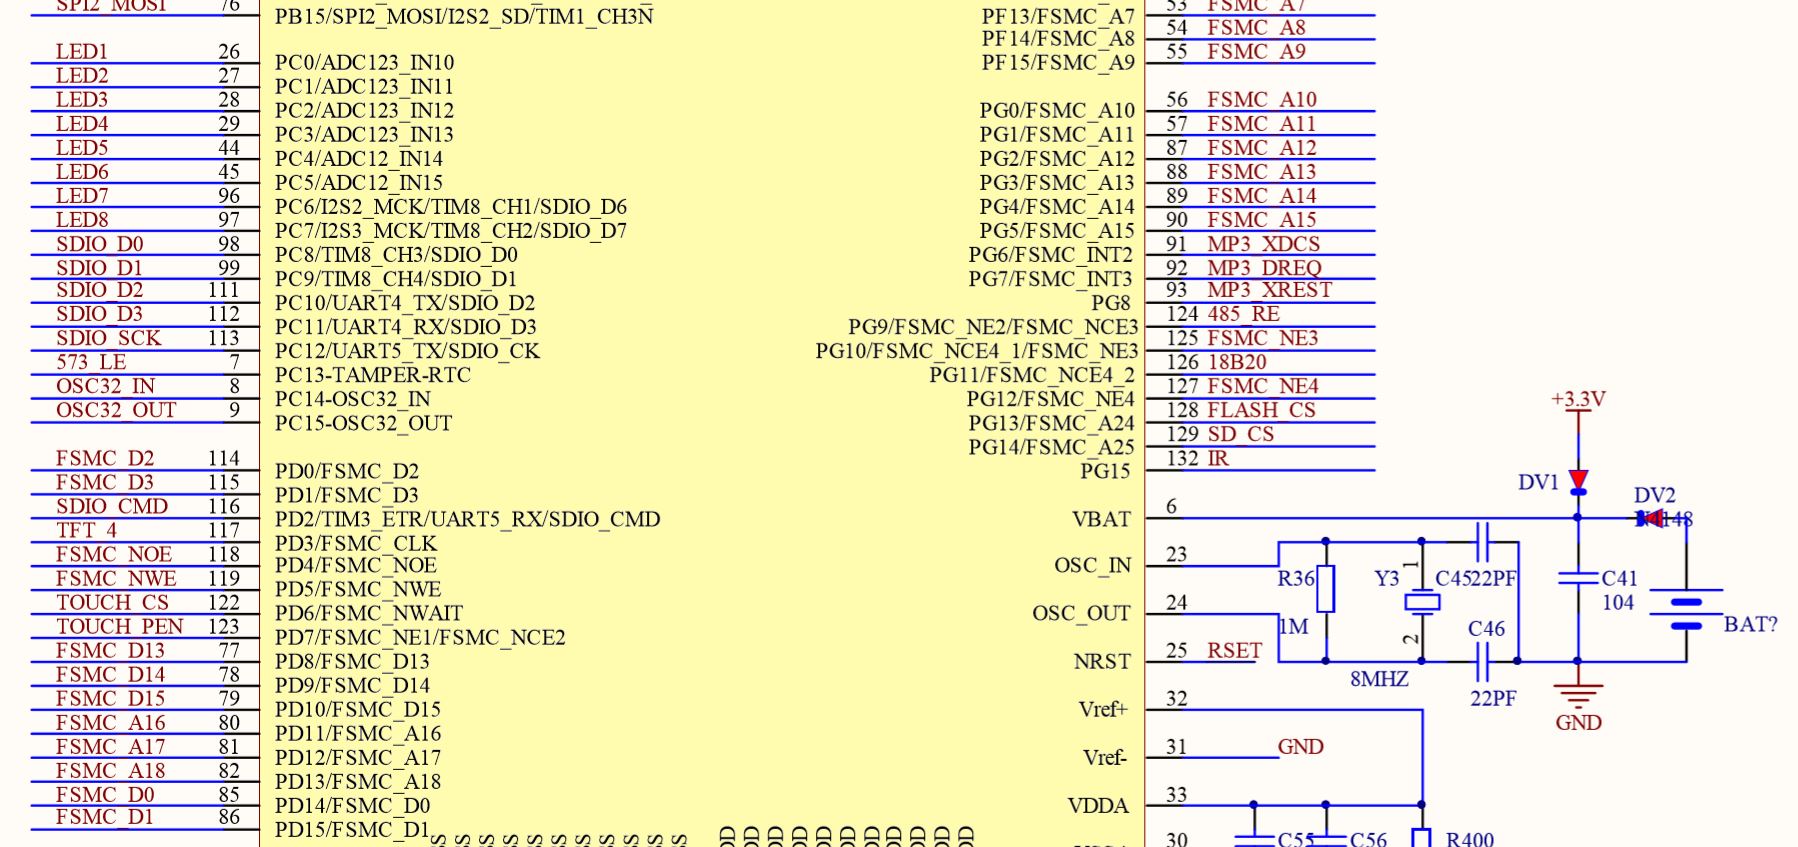 SPI2_MOSI 76 PB15/SPI2_MOSI/I2S2_SD/TIM1_CH3N
LED1 26 PC0/ADC123_IN10
LED2 27 PC1/ADC123_IN11
LED3 28 PC2/ADC123_IN12
LED4 29 PC3/ADC123_IN13
LED5 44 PC4/ADC12_IN14
LED6 45 PC5/ADC12_IN15
LED7 96 PC6/I2S2_MCK/TIM8_CH1/SDIO_D6
LED8 97 PC7/I2S3_MCK/TIM8_CH2/SDIO_D7
SDIO_D0 98 PC8/TIM8_CH3/SDIO_D0
SDIO_D1 99 PC9/TIM8_CH4/SDIO_D1
SDIO_D2 111 PC10/UART4_TX/SDIO_D2
SDIO_D3 112 PC11/UART4_RX/SDIO_D3
SDIO_SCK 113 PC12/UART5_TX/SDIO_CK
573_LE 7 PC13-TAMPER-RTC
OSC32_IN 8 PC14-OSC32_IN
OSC32_OUT 9 PC15-OSC32_OUT
FSMC_D2 114 PD0/FSMC_D2
FSMC_D3 115 PD1/FSMC_D3
SDIO_CMD 116 PD2/TIM3_ETR/UART5_RX/SDIO_CMD
TFT_4 117 PD3/FSMC_CLK
FSMC_NOE 118 PD4/FSMC_NOE
FSMC_NWE 119 PD5/FSMC_NWE
TOUCH_CS 122 PD6/FSMC_NWAIT
TOUCH_PEN 123 PD7/FSMC_NE1/FSMC_NCE2
FSMC_D13 77 PD8/FSMC_D13
FSMC_D14 78 PD9/FSMC_D14
FSMC_D15 79 PD10/FSMC_D15
FSMC_A16 80 PD11/FSMC_A16
FSMC_A17 81 PD12/FSMC_A17
FSMC_A18 82 PD13/FSMC_A18
FSMC_D0 85 PD14/FSMC_D0
FSMC_D1 86 PD15/FSMC_D1
PF13/FSMC_A7 53 FSMC_A7
PF14/FSMC_A8 54 FSMC_A8
PF15/FSMC_A9 55 FSMC_A9
PG0/FSMC_A10 56 FSMC_A10
PG1/FSMC_A11 57 FSMC_A11
PG2/FSMC_A12 87 FSMC_A12
PG3/FSMC_A13 88 FSMC_A13
PG4/FSMC_A14 89 FSMC_A14
PG5/FSMC_A15 90 FSMC_A15
PG6/FSMC_INT2 91 MP3_XDCS
PG7/FSMC_INT3 92 MP3_DREQ
PG8 93 MP3_XREST
PG9/FSMC_NE2/FSMC_NCE3 124 485_RE
PG10/FSMC_NCE4_1/FSMC_NE3 125 FSMC_NE3
PG11/FSMC_NCE4_2 126 18B20
PG12/FSMC_NE4 127 FSMC_NE4
PG13/FSMC_A24 128 FLASH_CS
PG14/FSMC_A25 129 SD_CS
PG15 132 IR
VBAT 6
OSC_IN 23
OSC_OUT 24
NRST 25 RSET
Vref+ 32
Vref- 31 GND
VDDA 33
30
+3.3V
DV1
DV2
R36
1M
Y3
1
2
8MHZ
C45 22PF
C46
22PF
C41
104
BAT?
GND
C55
C56
R400